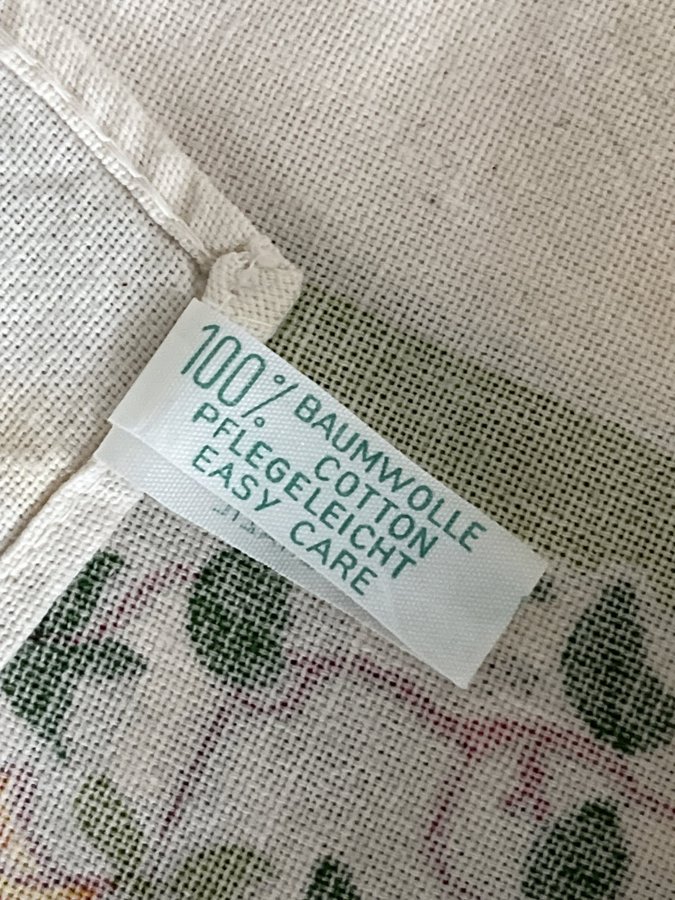 100% BAUMWOLLE
COTTON
PFLEGELEICHT
EASY CARE